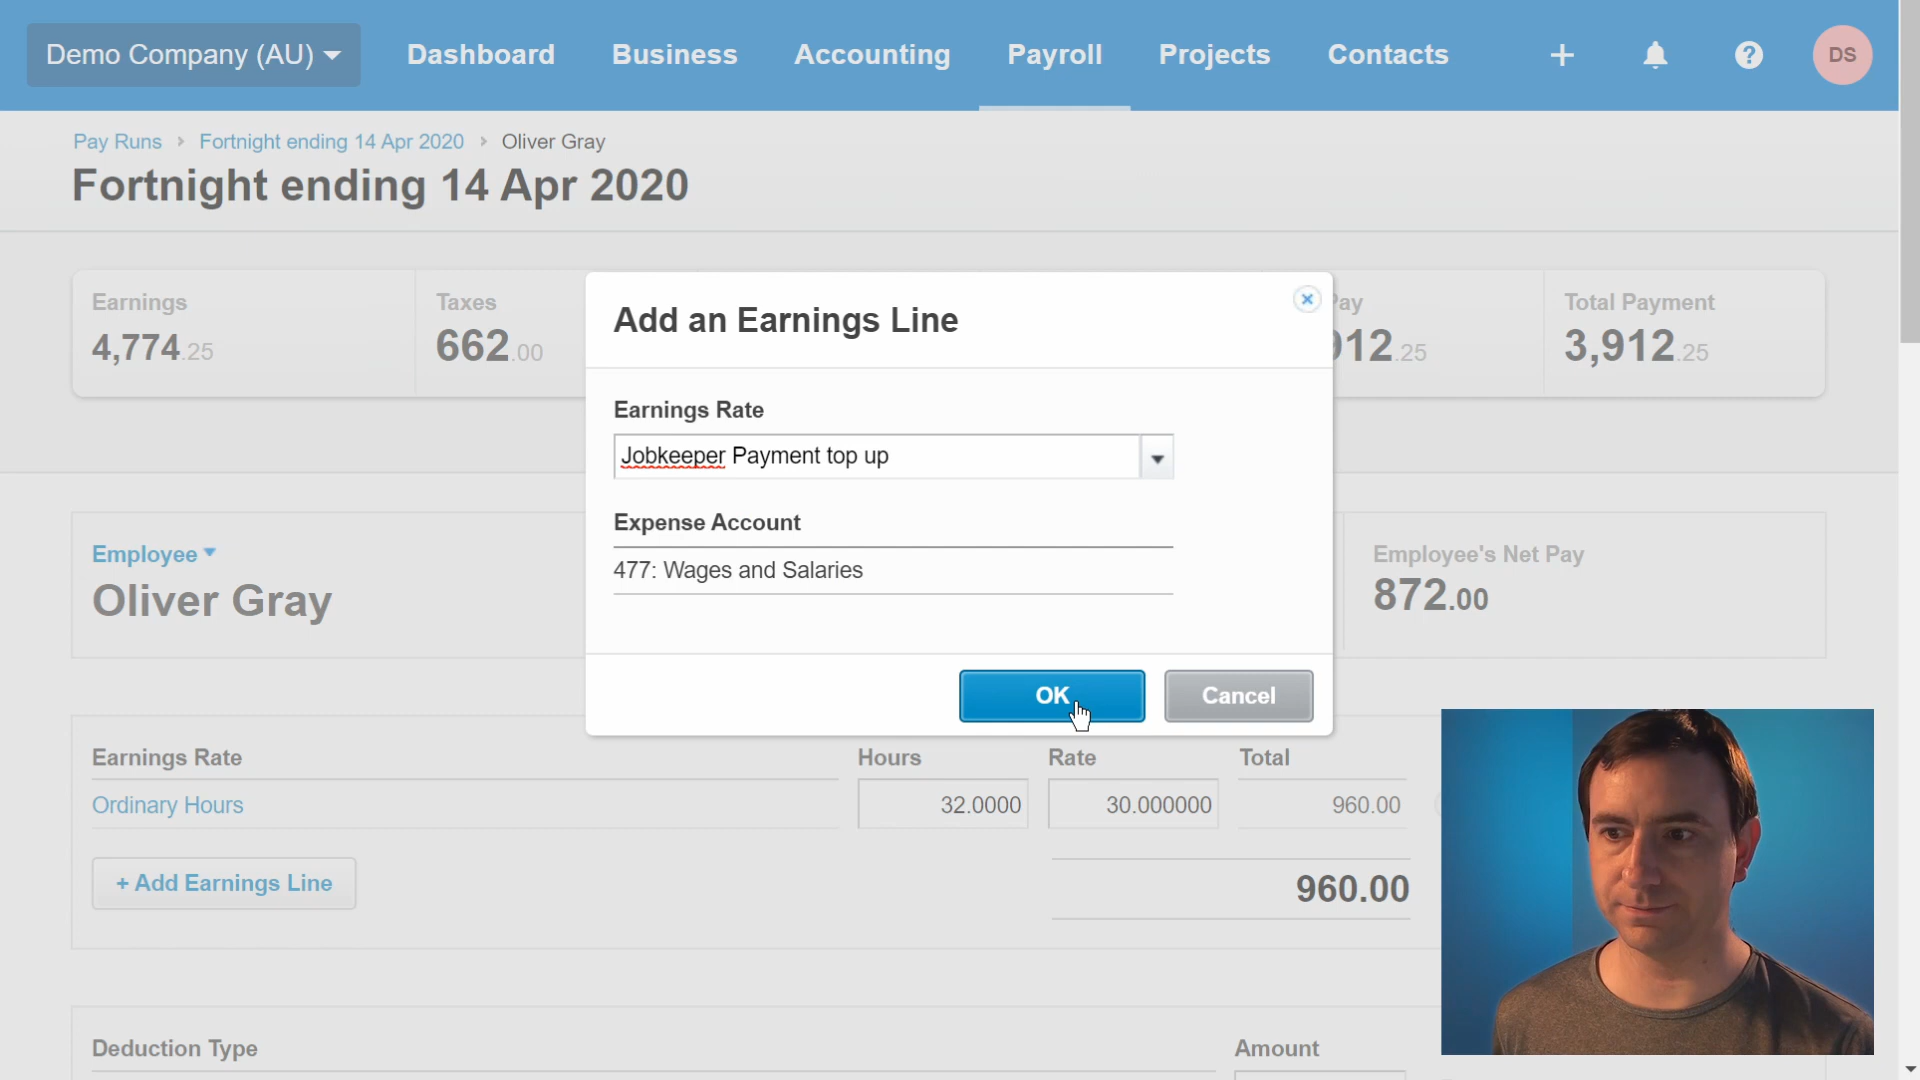 Demo Company (AU) Dashboard Business Accounting Payroll Projects Contacts + ? DS
Pay Runs › Fortnight ending 14 Apr 2020 › Oliver Gray
Fortnight ending 14 Apr 2020
Earnings
4,774.25
Taxes
662.00
Pay
912.25
Total Payment
3,912.25
Add an Earnings Line
Earnings Rate
Jobkeeper Payment top up
Expense Account
477: Wages and Salaries
OK Cancel
Employee
Oliver Gray
Employee's Net Pay
872.00
Earnings Rate Hours Rate Total
Ordinary Hours 32.0000 30.000000 960.00
+ Add Earnings Line
960.00
Deduction Type Amount